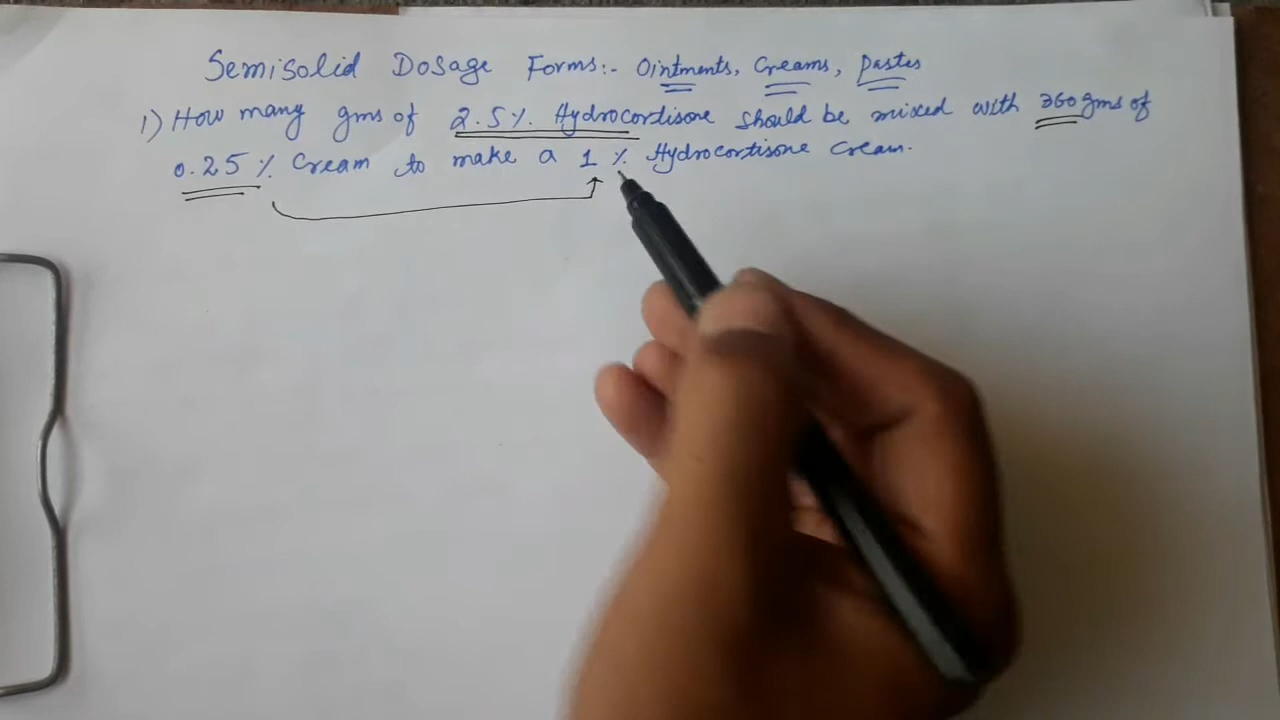 Semisolid Dosage Forms:- Ointments, Creams, Pastes
1) How many gms of 2.5% Hydrocortisone should be mixed with 360 gms of
0.25% Cream to make a 1% Hydrocortisone Cream.